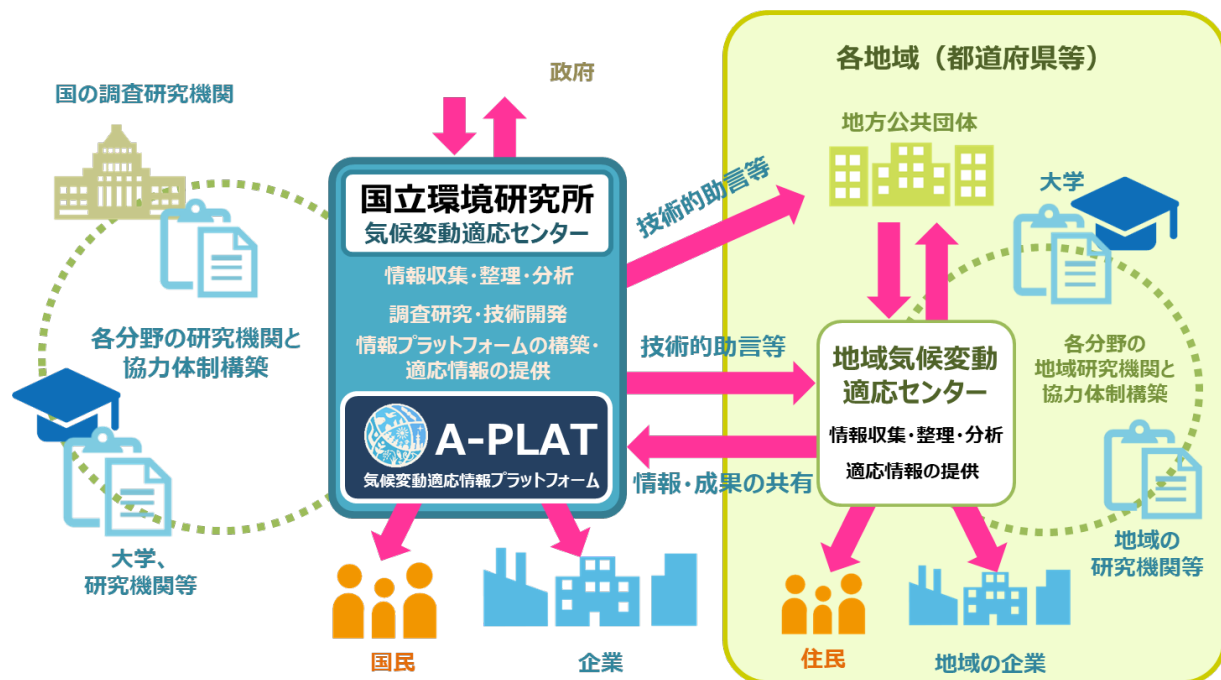 政府
国の調査研究機関
国立環境研究所
気候変動適応センター
情報収集・整理・分析
調査研究・技術開発
情報プラットフォームの構築・
適応情報の提供
A-PLAT
気候変動適応情報プラットフォーム
各分野の研究機関と
協力体制構築
大学、
研究機関等
国民
企業
技術的助言等
技術的助言等
情報・成果の共有
各地域（都道府県等）
地方公共団体
大学
地域気候変動
適応センター
情報収集・整理・分析
適応情報の提供
各分野の
地域研究機関と
協力体制構築
地域の
研究機関等
住民
地域の企業